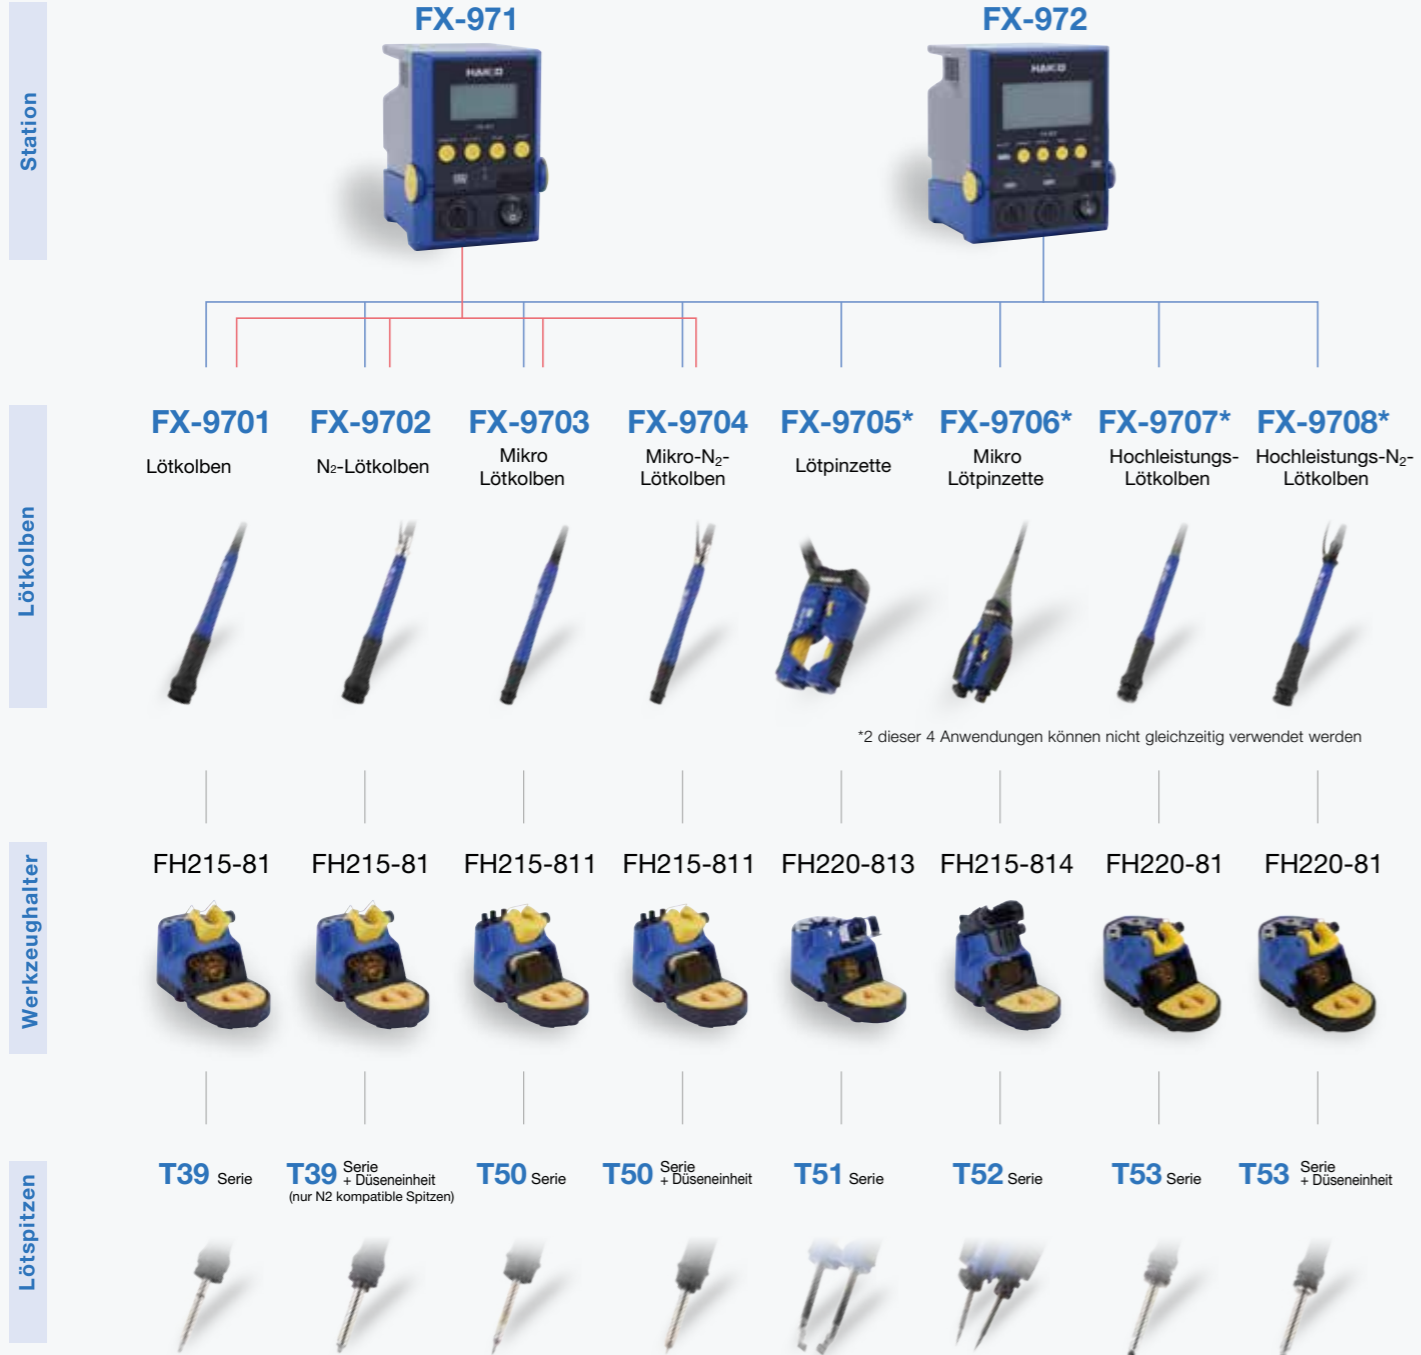 FX-971
FX-972
Station
HAKKO
HAKKO
FX-9701
FX-9702
FX-9703
FX-9704
FX-9705*
FX-9706*
FX-9707*
FX-9708*
Lötkolben
N₂-Lötkolben
Mikro
Lötkolben
Mikro-N₂-
Lötkolben
Lötpinzette
Mikro
Lötpinzette
Hochleistungs-
Lötkolben
Hochleistungs-N₂-
Lötkolben
Lötkolben
*2 dieser 4 Anwendungen können nicht gleichzeitig verwendet werden
Werkzeughalter
FH215-81
FH215-81
FH215-811
FH215-811
FH220-813
FH215-814
FH220-81
FH220-81
Lötspitzen
T39 Serie
T39 Serie
+ Düseneinheit
(nur N2 kompatible Spitzen)
T50 Serie
T50 Serie
+ Düseneinheit
T51 Serie
T52 Serie
T53 Serie
T53 Serie
+ Düseneinheit